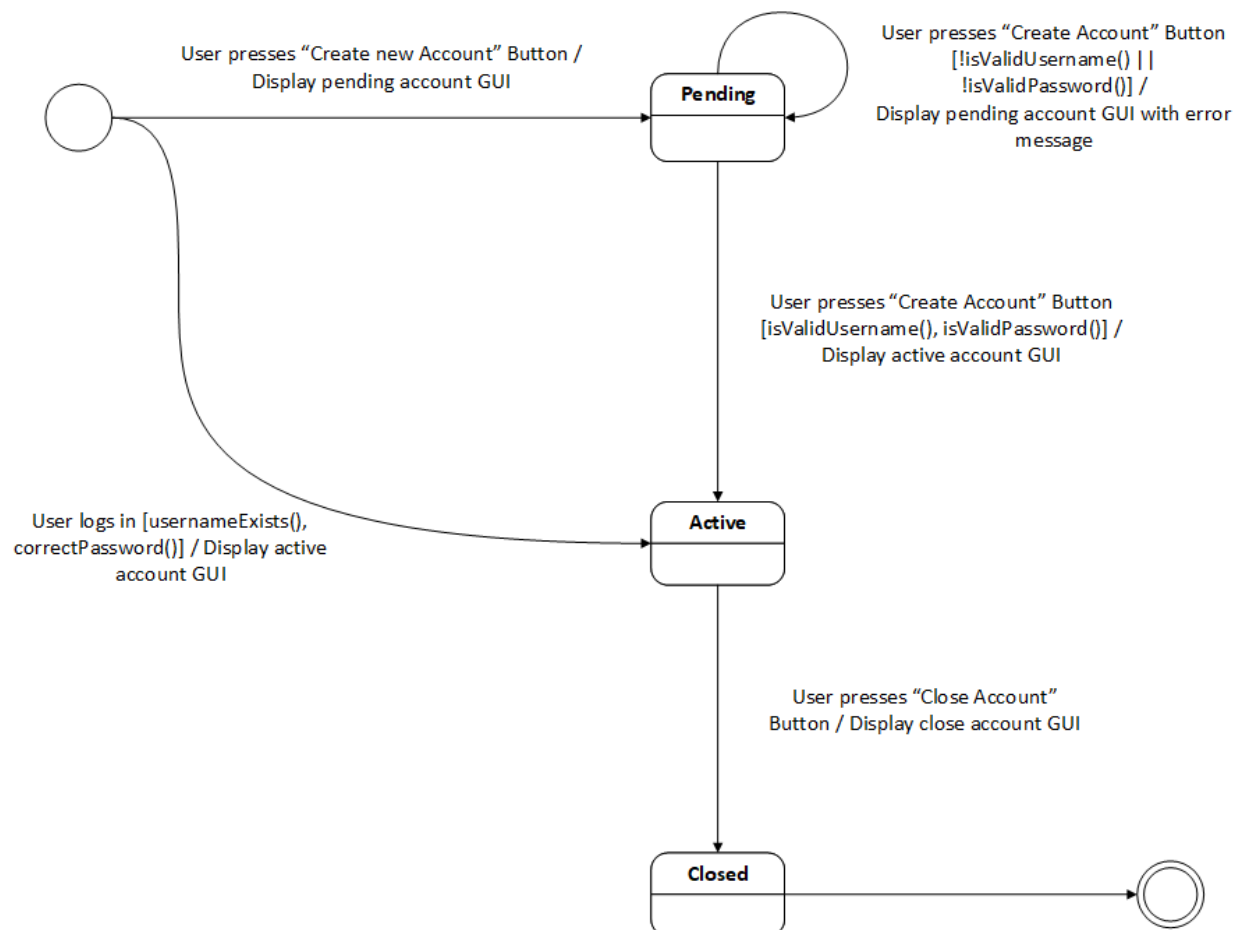 User presses “Create new Account” Button /
Display pending account GUI
User presses “Create Account” Button
[!isValidUsername() ||
!isValidPassword()] /
Display pending account GUI with error
message
Pending
User presses “Create Account” Button
[isValidUsername(), isValidPassword()] /
Display active account GUI
User logs in [usernameExists(),
correctPassword()] / Display active
account GUI
Active
User presses “Close Account”
Button / Display close account GUI
Closed